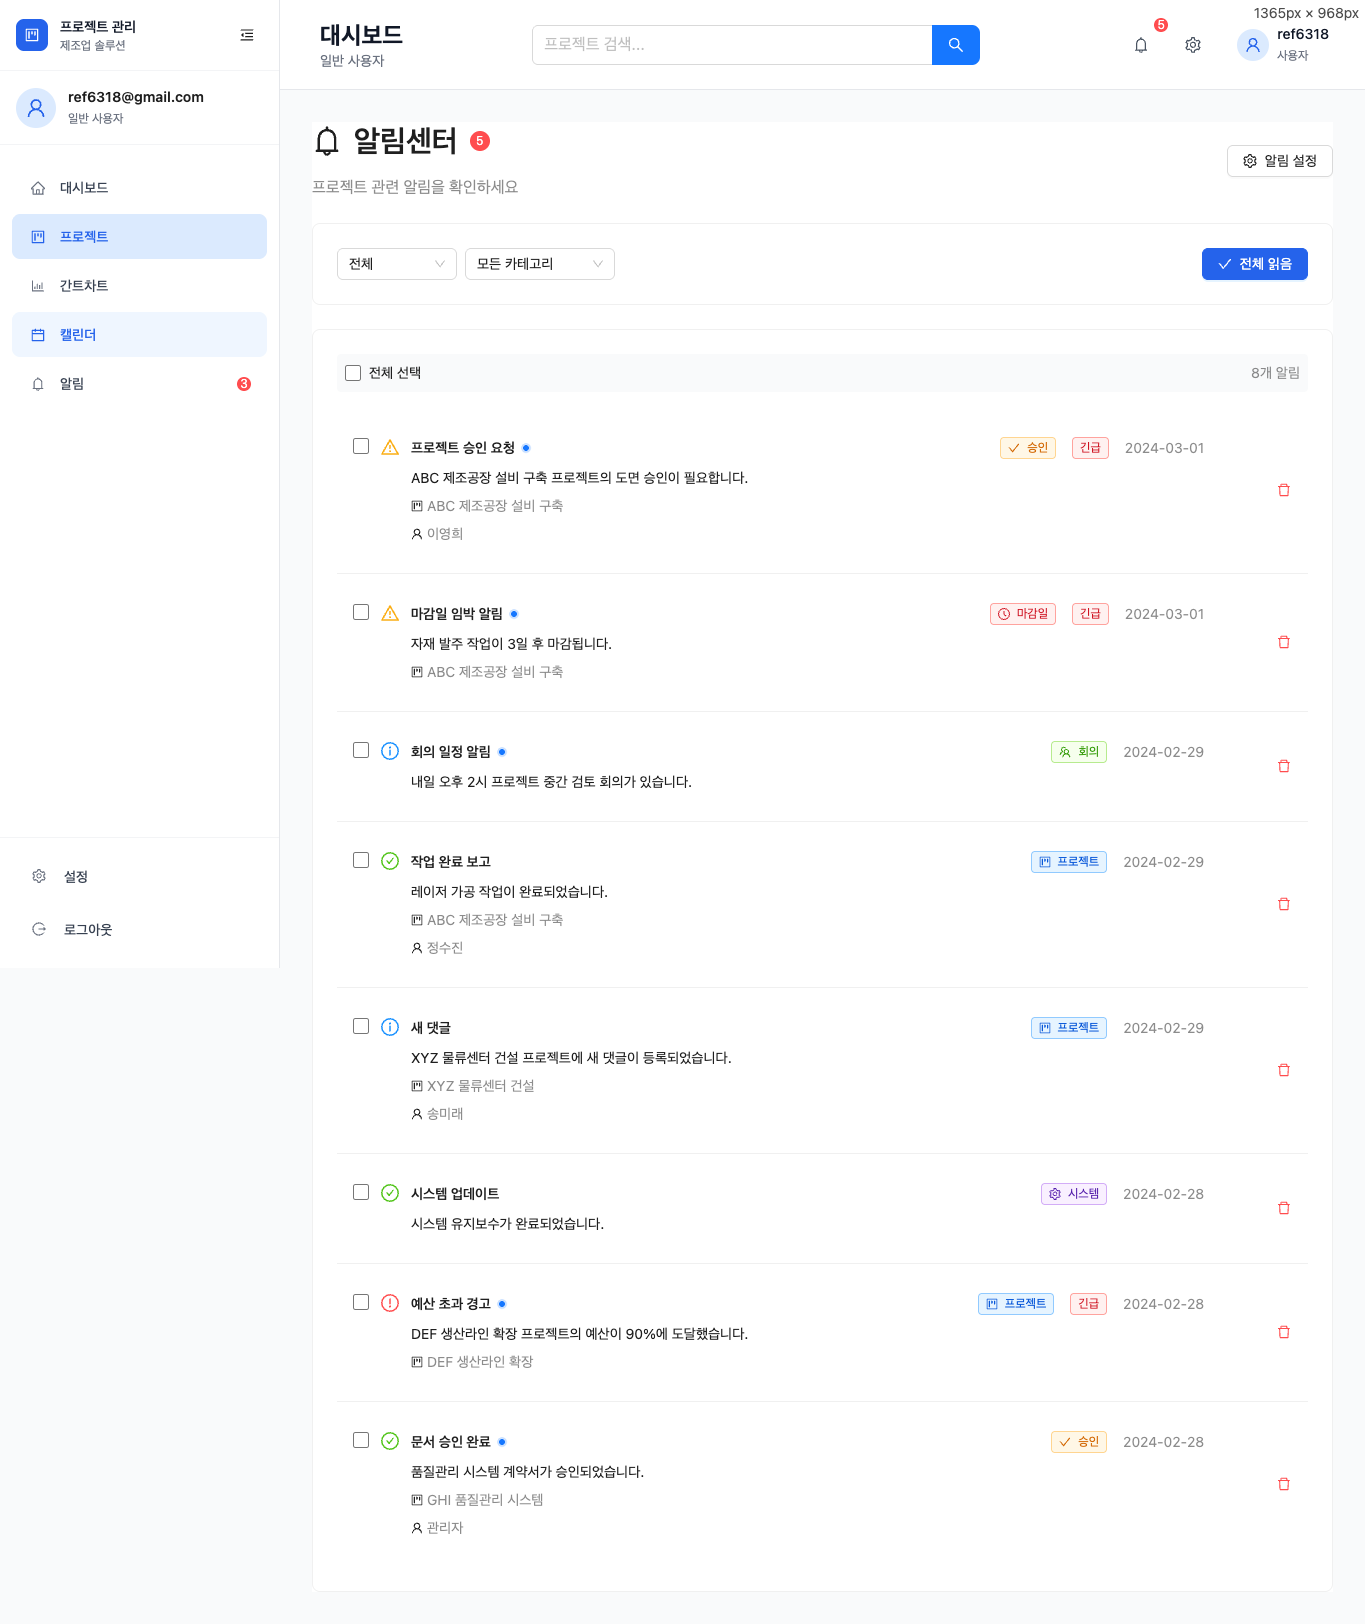 프로젝트 관리
제조업 솔루션
ref6318@gmail.com
일반 사용자
대시보드
프로젝트
간트차트
캘린더
알림
3
설정
로그아웃
대시보드
일반 사용자
프로젝트 검색...
5
1365px × 968px
ref6318
사용자
알림센터 5
프로젝트 관련 알림을 확인하세요
알림 설정
전체
모든 카테고리
전체 읽음
전체 선택
8개 알림
프로젝트 승인 요청
승인
긴급
2024-03-01
ABC 제조공장 설비 구축 프로젝트의 도면 승인이 필요합니다.
ABC 제조공장 설비 구축
이영희
마감일 임박 알림
마감일
긴급
2024-03-01
자재 발주 작업이 3일 후 마감됩니다.
ABC 제조공장 설비 구축
회의 일정 알림
회의
2024-02-29
내일 오후 2시 프로젝트 중간 검토 회의가 있습니다.
작업 완료 보고
프로젝트
2024-02-29
레이저 가공 작업이 완료되었습니다.
ABC 제조공장 설비 구축
정수진
새 댓글
프로젝트
2024-02-29
XYZ 물류센터 건설 프로젝트에 새 댓글이 등록되었습니다.
XYZ 물류센터 건설
송미래
시스템 업데이트
시스템
2024-02-28
시스템 유지보수가 완료되었습니다.
예산 초과 경고
프로젝트
긴급
2024-02-28
DEF 생산라인 확장 프로젝트의 예산이 90%에 도달했습니다.
DEF 생산라인 확장
문서 승인 완료
승인
2024-02-28
품질관리 시스템 계약서가 승인되었습니다.
GHI 품질관리 시스템
관리자